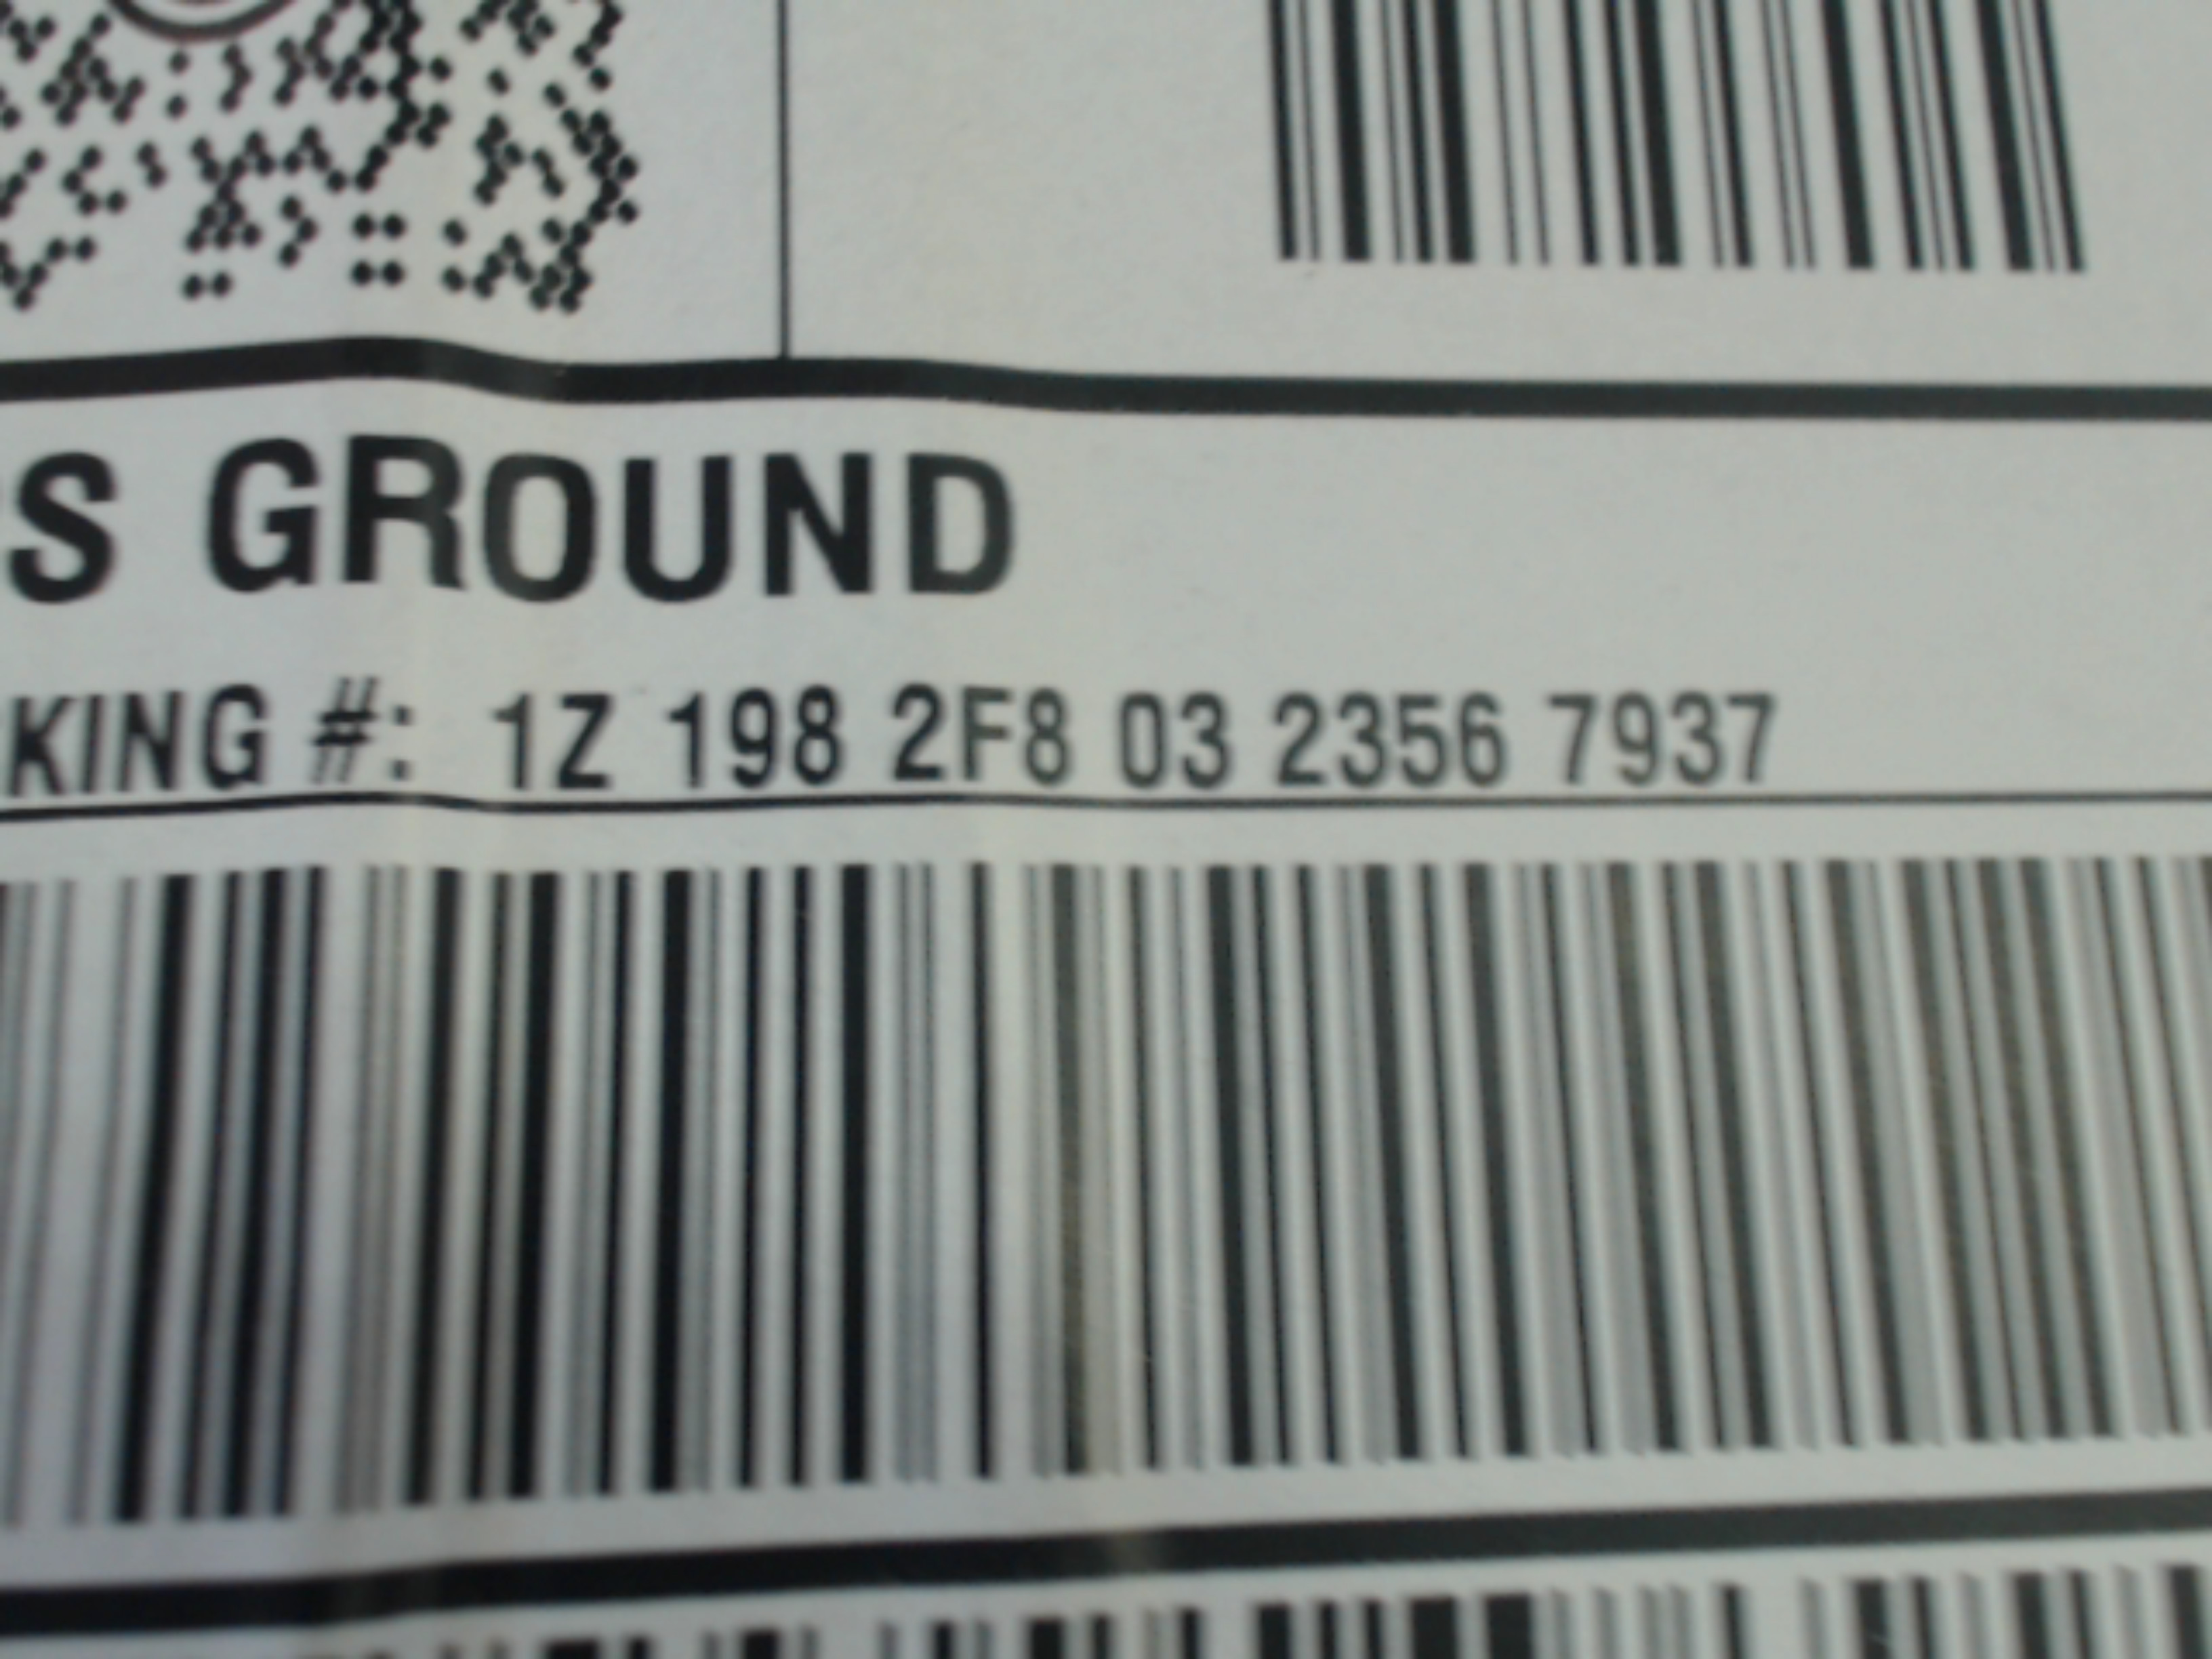 S GROUND
KING #: 1Z 198 2F8 03 2356 7937